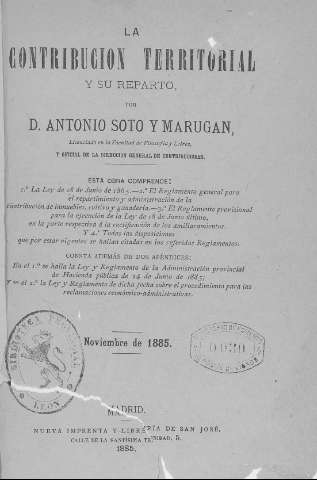 LA
CONTRIBUCION TERRITORIAL
Y SU REPARTO,
POR
D. ANTONIO SOTO Y MARUGAN,
Licenciado en la Facultad de Filosofía y Letras,
Y OFICIAL DE LA DIRECCION GENERAL DE CONTRIBUCIONES.
ESTA OBRA COMPRENDE:
1.º La Ley de 18 de Junio de 1885.—2.º El Reglamento general para
el repartimiento y administración de la
contribución de inmuebles, cultivo y ganadería.—3.º El Reglamento provisional
para la ejecución de la Ley de 18 de Junio último,
en la parte respectiva á la rectificación de los amillaramientos.
Y 4.º Todas las disposiciones
que por estar vigentes se hallan citadas en los referidos Reglamentos.
CONSTA ADEMÁS DE DOS APÉNDICES:
En el 1.º se halla la Ley y Reglamento de la Administración provincial
de Hacienda pública de 24 de Junio de 1885;
Y en el 2.º la Ley y Reglamento de dicha fecha sobre el procedimiento para las
reclamaciones económico-administrativas.
Noviembre de 1885.
BIBLIOTECA
LEON
MADRID.
NUEVA IMPRENTA Y LIBRERÍA DE SAN JOSÉ,
CALLE DE LA SANTÍSIMA TRINIDAD, 5.
1885.